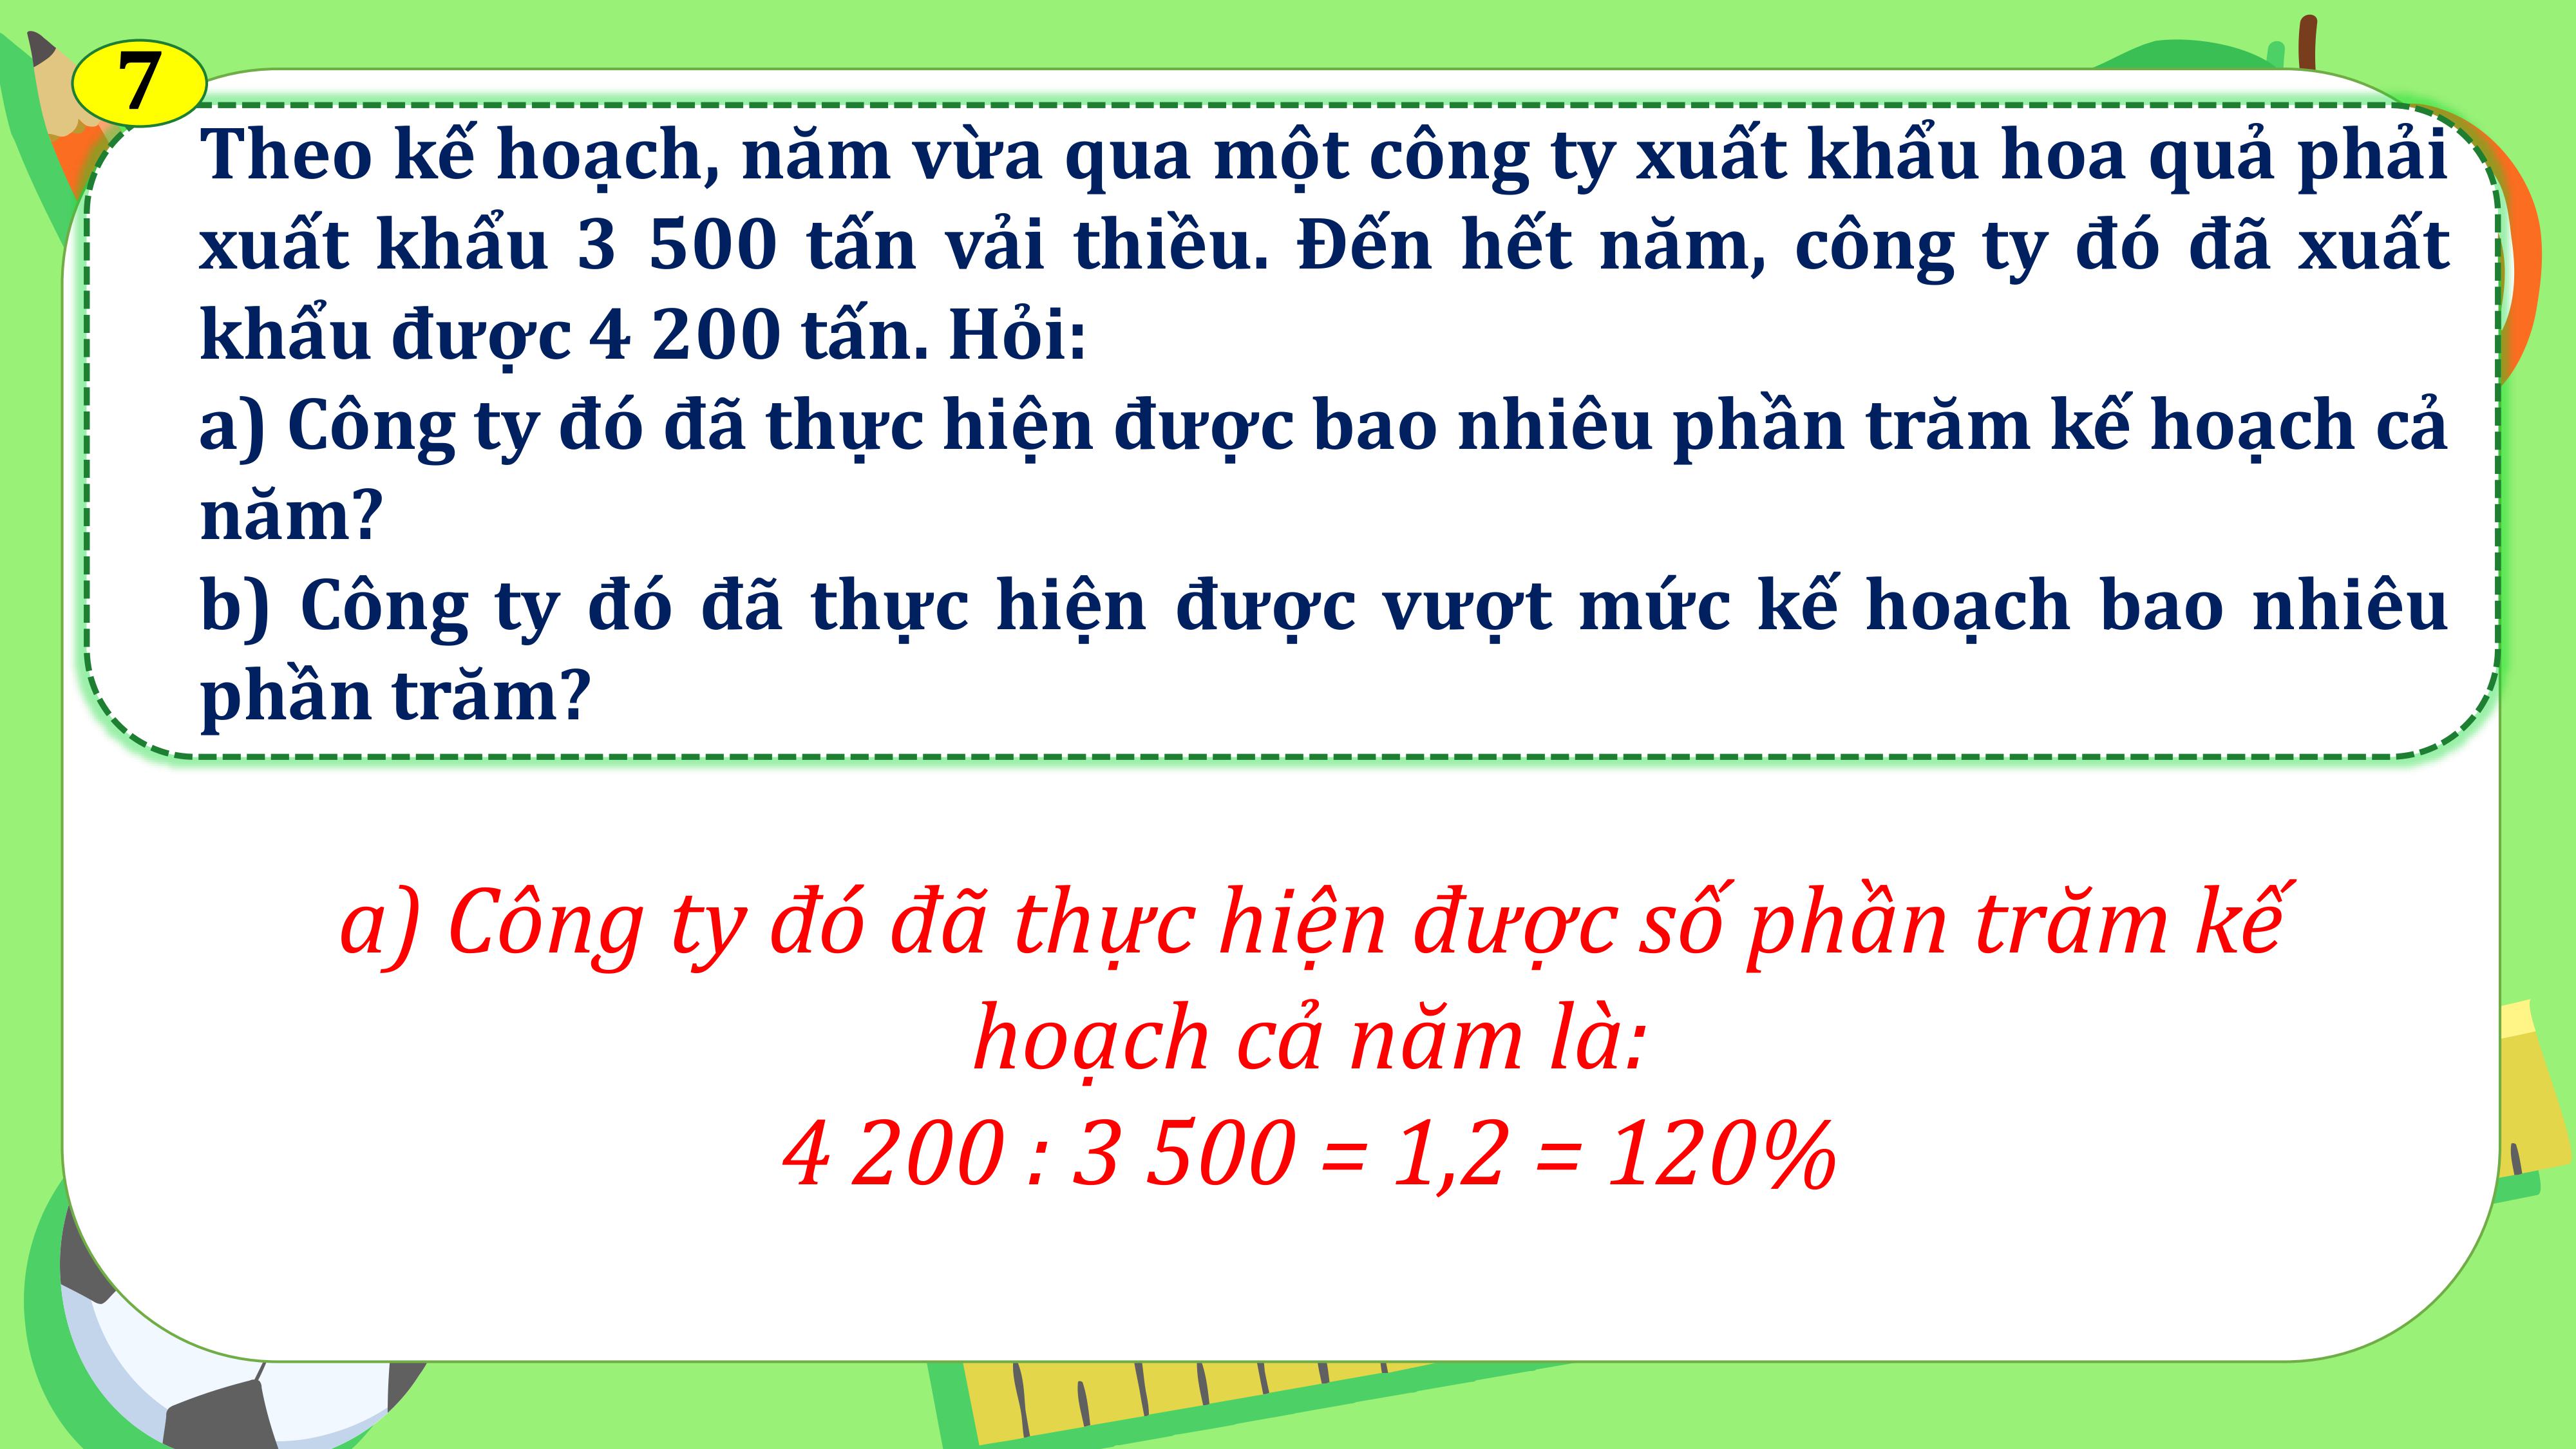 7
Theo kế hoạch, năm vừa qua một công ty xuất khẩu hoa quả phải
xuất khẩu 3 500 tấn vải thiều. Đến hết năm, công ty đó đã xuất
khẩu được 4 200 tấn. Hỏi:
a) Công ty đó đã thực hiện được bao nhiêu phần trăm kế hoạch cả
năm?
b) Công ty đó đã thực hiện được vượt mức kế hoạch bao nhiêu
phần trăm?
a) Công ty đó đã thực hiện được số phần trăm kế
hoạch cả năm là:
4 200 : 3 500 = 1,2 = 120%